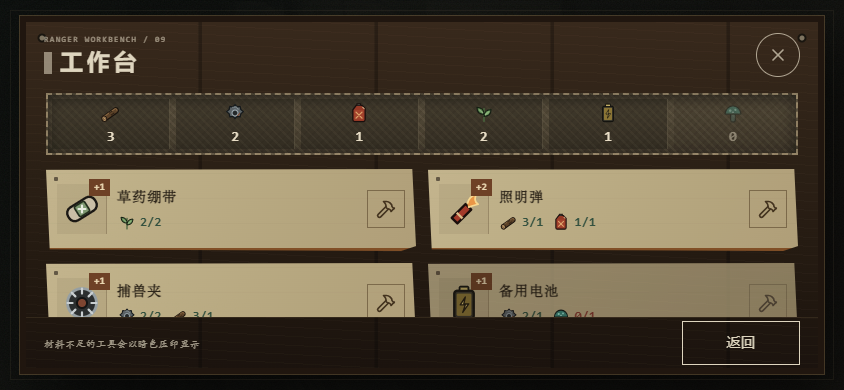 RANGER WORKBENCH / 09
工作台
3 2 1 2 1 0
+1 草药绷带
2/2
+2 照明弹
3/1 1/1
+1 捕兽夹
2/2 3/1
+1 备用电池
2/1 0/1
材料不足的工具会以暗色压印显示
返回